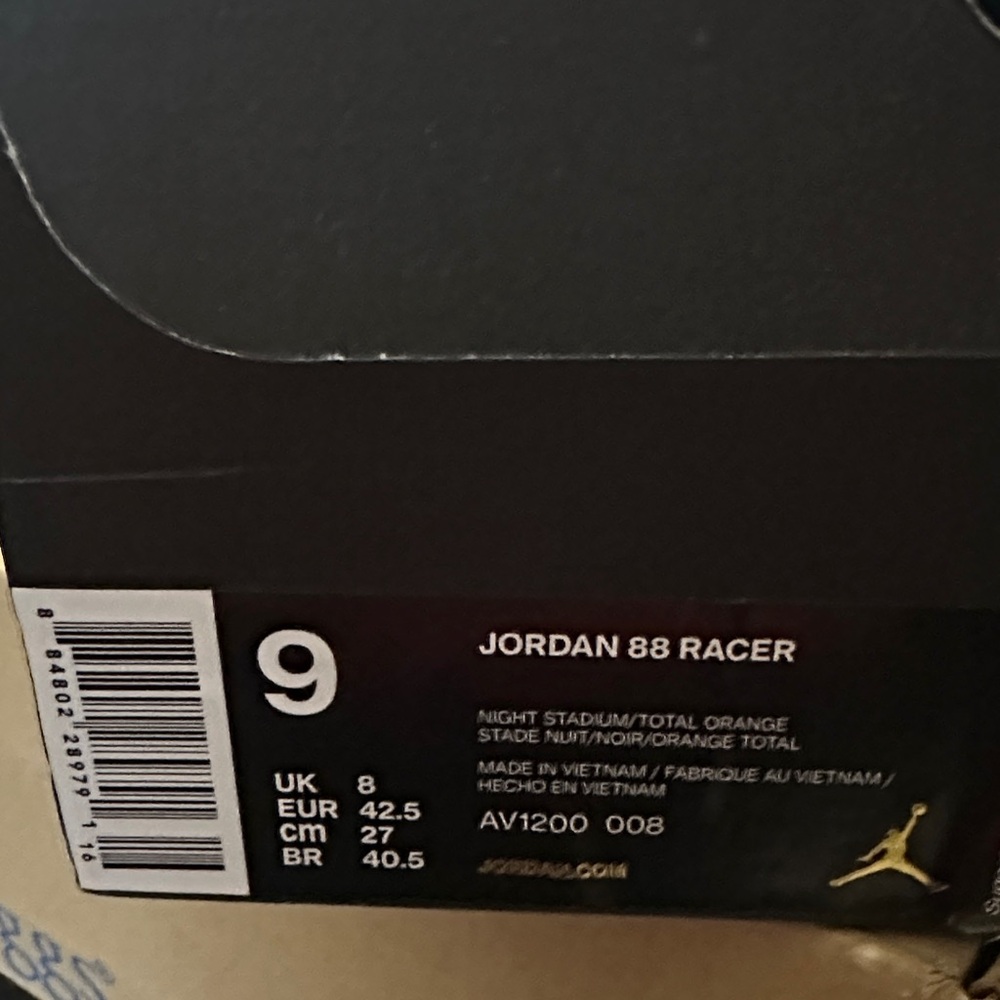 8 84802 28979 1 16
9
UK 8
EUR 42.5
cm 27
BR 40.5
JORDAN 88 RACER
NIGHT STADIUM/TOTAL ORANGE
STADE NUIT/NOIR/ORANGE TOTAL
MADE IN VIETNAM / FABRIQUE AU VIETNAM /
HECHO EN VIETNAM
AV1200 008
JORDAN.COM